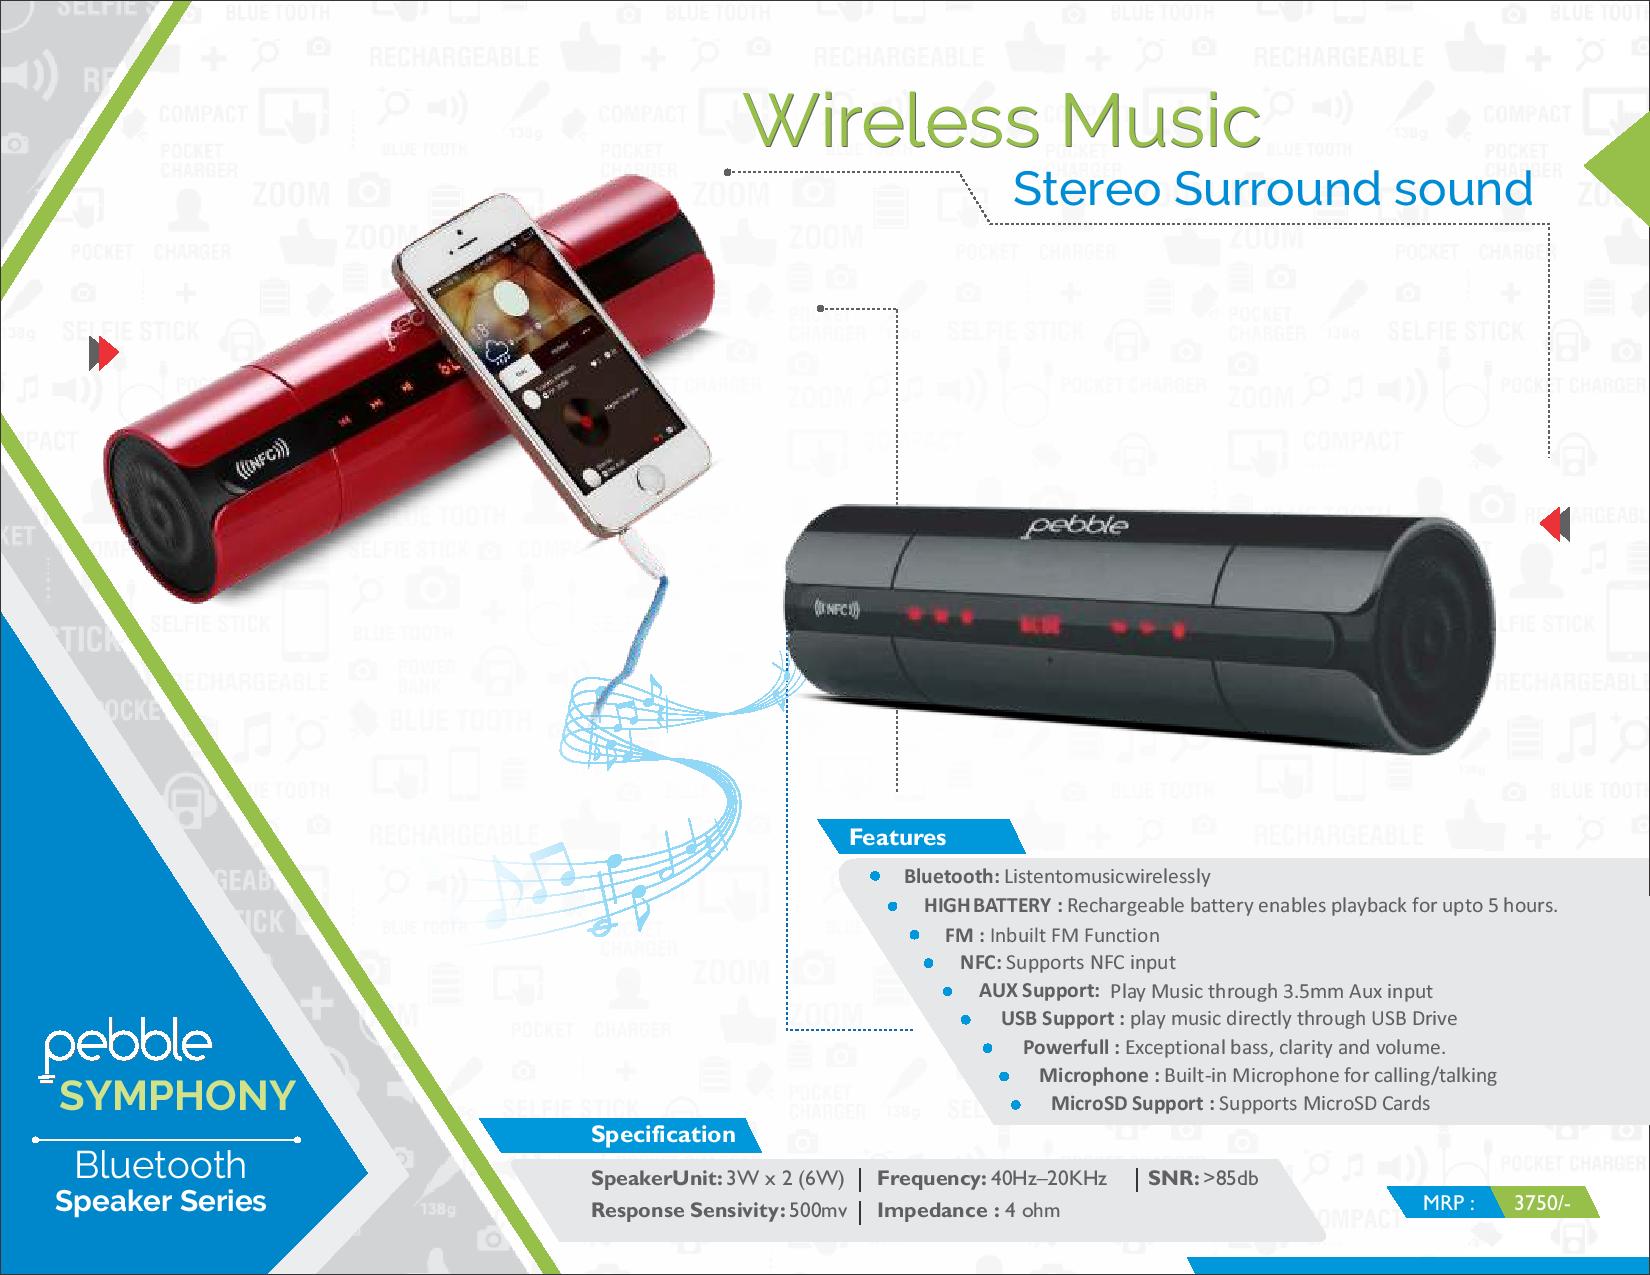 Wireless Music
Stereo Surround sound
(((NFC)))
pebble
((( NFC )))
Features
Bluetooth: Listentomusicwirelessly
HIGH BATTERY : Rechargeable battery enables playback for upto 5 hours.
FM : Inbuilt FM Function
NFC: Supports NFC input
AUX Support: Play Music through 3.5mm Aux input
USB Support : play music directly through USB Drive
Powerfull : Exceptional bass, clarity and volume.
Microphone : Built-in Microphone for calling/talking
MicroSD Support : Supports MicroSD Cards
pebble
SYMPHONY
Bluetooth
Speaker Series
Specification
SpeakerUnit: 3W x 2 (6W) | Frequency: 40Hz–20KHz | SNR: >85db
Response Sensivity: 500mv | Impedance : 4 ohm
MRP : 3750/-